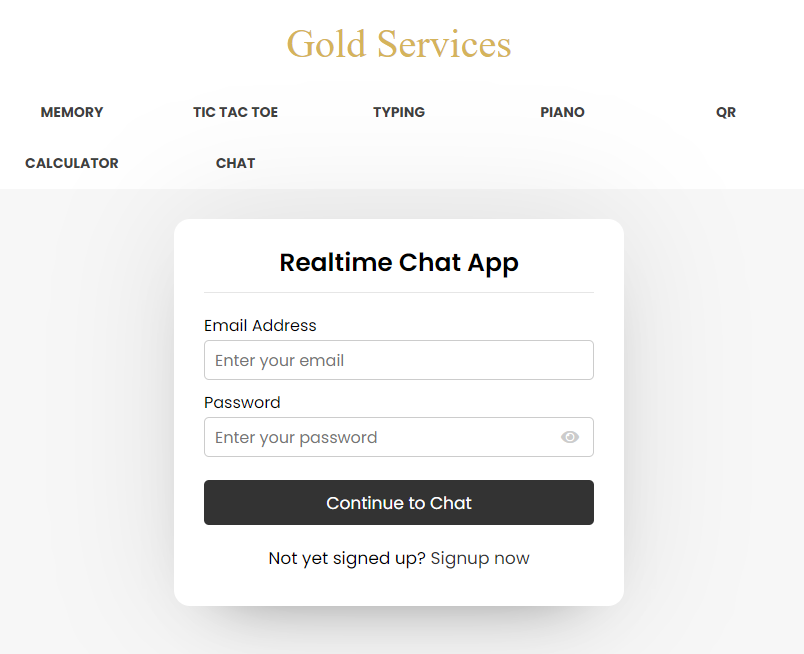 Gold Services
MEMORY TIC TAC TOE TYPING PIANO QR
CALCULATOR CHAT
Realtime Chat App
Email Address
Enter your email
Password
Enter your password
Continue to Chat
Not yet signed up? Signup now